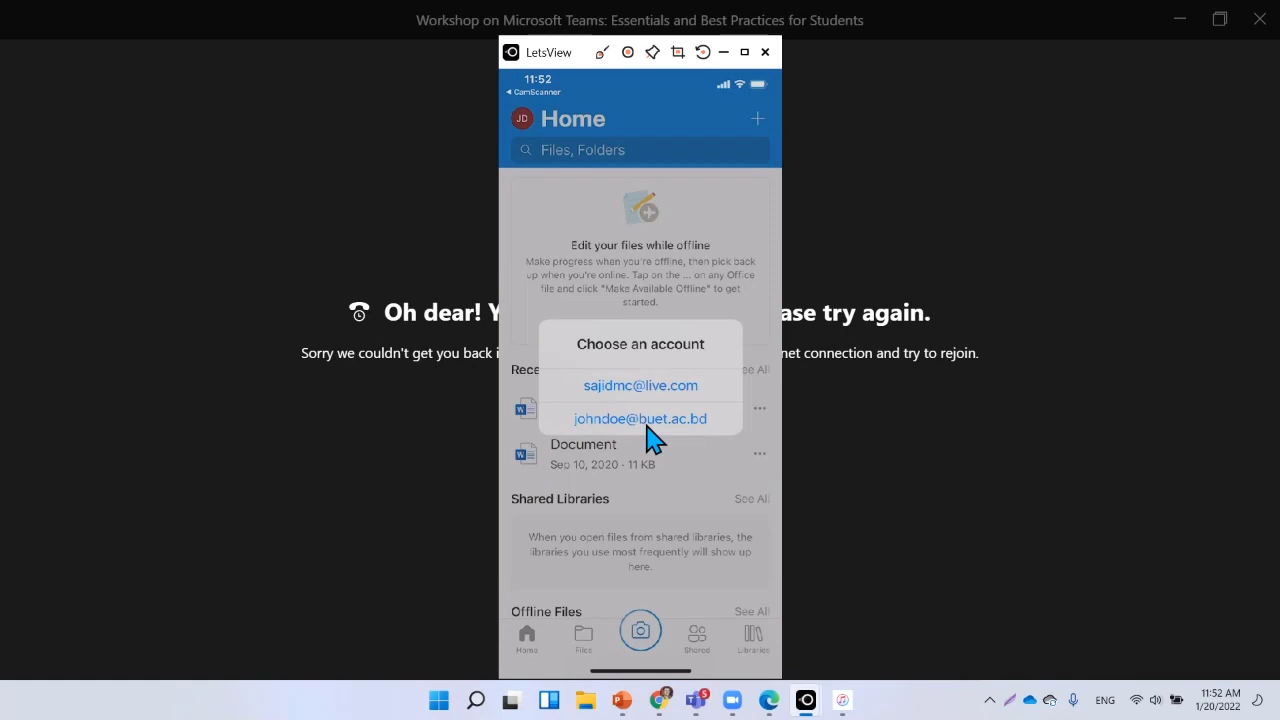 Workshop on Microsoft Teams: Essentials and Best Practices for Students
LetsView
11:52
CamScanner
JD
Home
Files, Folders
Edit your files while offline
Make progress when you're offline, then pick back
up when you're online. Tap on the ... on any Office
file and click "Make Available Offline" to get
started.
Oh dear! Y
ase try again.
Sorry we couldn't get you back i
net connection and try to rejoin.
Choose an account
sajidmc@live.com
johndoe@buet.ac.bd
Rece
ee All
Document
Sep 10, 2020 · 11 KB
Shared Libraries
See All
When you open files from shared libraries, the
libraries you use most frequently will show up
here.
Offline Files
See All
Home
Files
Shared
Libraries
5
ENG
11:52 AM
1/20/2022